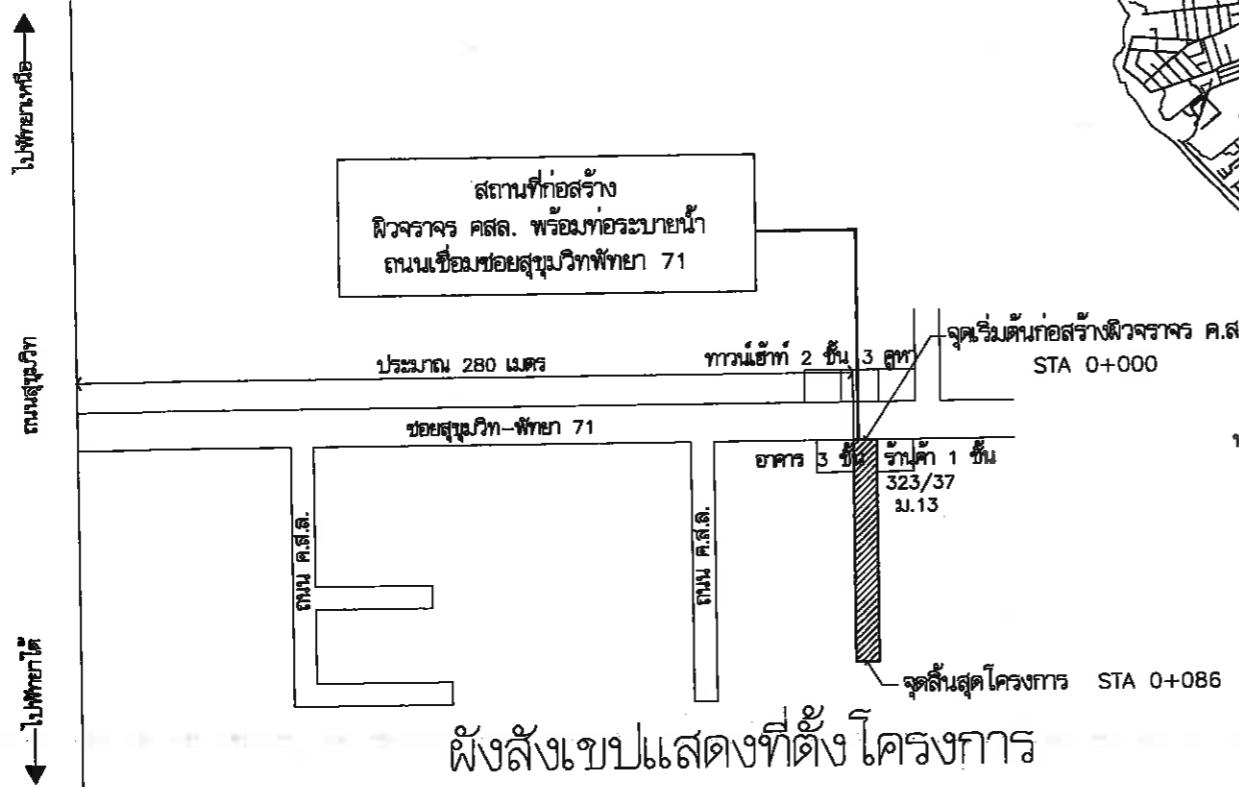 ไปพัทยาเหนือ
สถานที่ก่อสร้าง
ผิวจราจร คสล. พร้อมท่อระบายน้ำ
ถนนเชื่อมซอยสุขุมวิทพัทยา 71
ถนนสุขุมวิท
ประมาณ 280 เมตร
ทาวน์เฮ้าท์ 2 ชั้น 3 คูหา
จุดเริ่มต้นก่อสร้างผิวจราจร ค.ส
STA 0+000
ซอยสุขุมวิท-พัทยา 71
อาคาร 3 ชั้น
ร้านค้า 1 ชั้น
323/37
ม.13
ถนน ค.ส.ล.
ถนน ค.ส.ล.
ไปพัทยาใต้
จุดสิ้นสุดโครงการ STA 0+086
ผังสังเขปแสดงที่ตั้งโครงการ